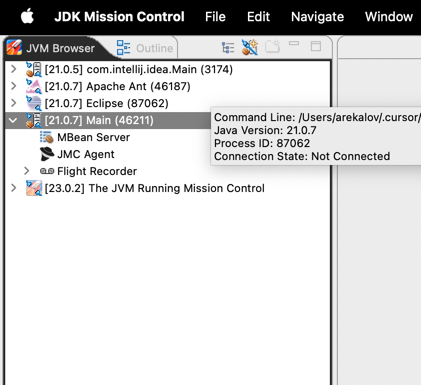 JDK Mission Control File Edit Navigate Window
JVM Browser Outline
[21.0.5] com.intellij.idea.Main (3174)
[21.0.7] Apache Ant (46187)
[21.0.7] Eclipse (87062)
[21.0.7] Main (46211)
MBean Server
JMC Agent
Flight Recorder
[23.0.2] The JVM Running Mission Control
Command Line: /Users/arekalov/.cursor/
Java Version: 21.0.7
Process ID: 87062
Connection State: Not Connected